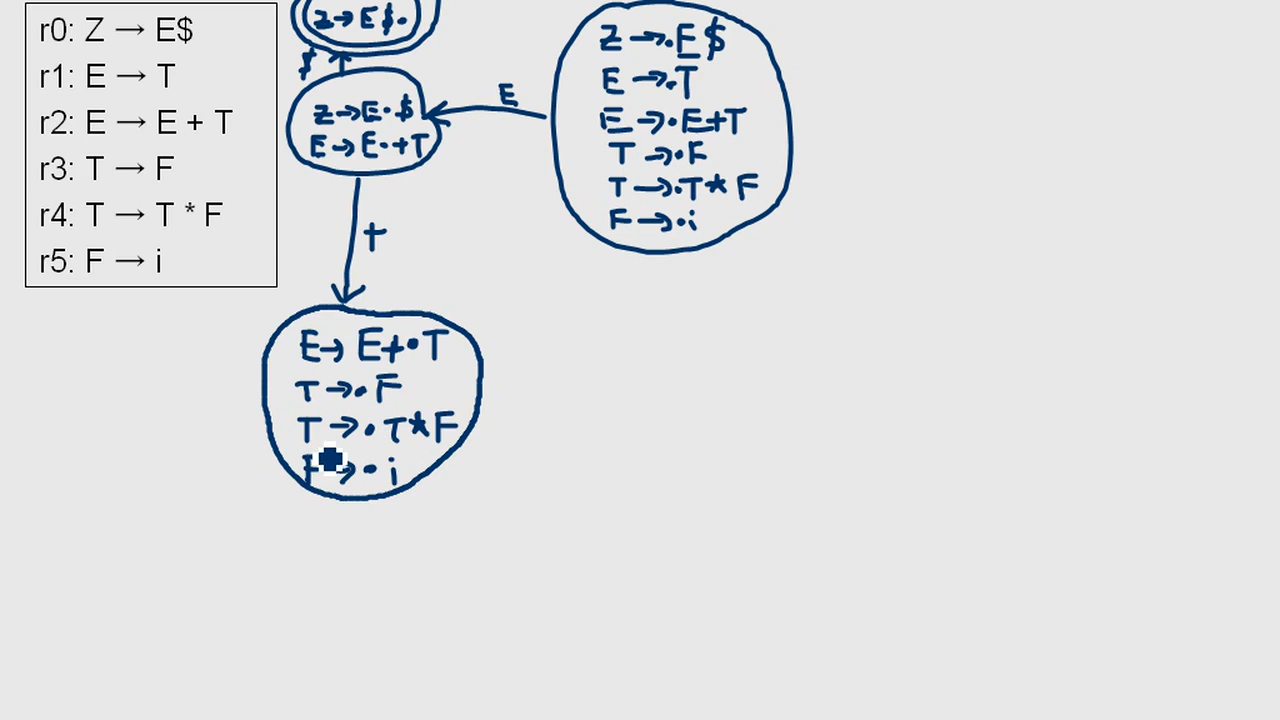 r0: Z → E$
r1: E → T
r2: E → E + T
r3: T → F
r4: T → T * F
r5: F → i
Z→E$.
$
Z→E.$
E→E.+T
E
Z→.E$
E→.T
E→.E+T
T→.F
T→.T*F
F→.i
+
E→E+.T
T→.F
T→.T*F
F→.i